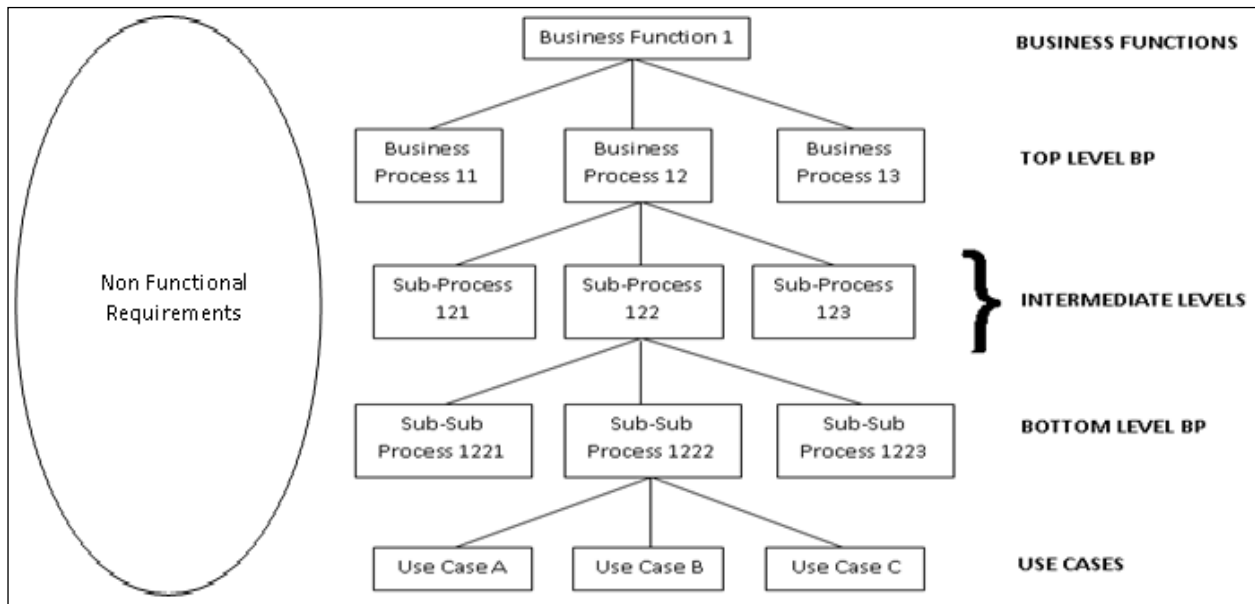 Business Function 1
BUSINESS FUNCTIONS
Business
Process 11
Business
Process 12
Business
Process 13
TOP LEVEL BP
Non Functional
Requirements
Sub-Process
121
Sub-Process
122
Sub-Process
123
}
INTERMEDIATE LEVELS
Sub-Sub
Process 1221
Sub-Sub
Process 1222
Sub-Sub
Process 1223
BOTTOM LEVEL BP
Use Case A
Use Case B
Use Case C
USE CASES